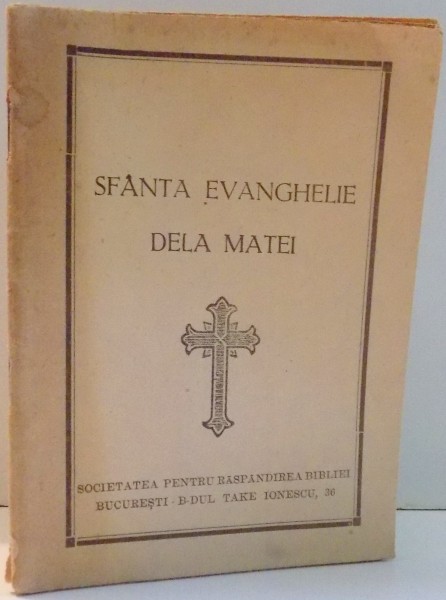 SFÂNTA EVANGHELIE
DELA MATEI
SOCIETATEA PENTRU RĂSPÂNDIREA BIBLIEI
BUCUREȘTI - B-DUL TAKE IONESCU, 36